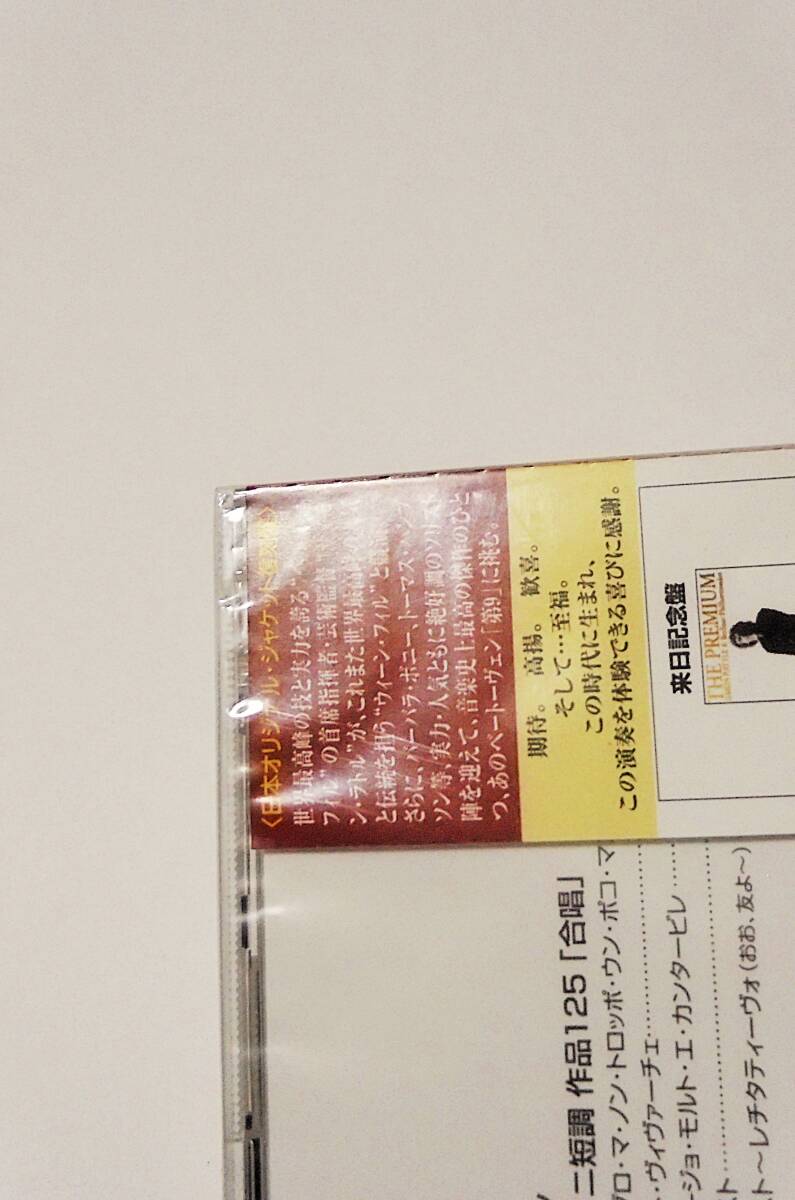 〈日本オリジナル・ジャケット
世界最高峰の技と実力を誇る
フィル"の首席指揮者・芸術監督
ン・ラトル"が、これまた世界最高峰の
と伝統を担う"ウィーン・フィル"と
さらに、バーバラ・ボニー、トーマス・
ソン等、実力・人気ともに絶好調のソリスト
陣を迎えて、音楽史上最高の傑作のひと
つ、あのベートーヴェン「第9」に挑む。
期待。 高揚。 歓喜。
そして…至福。
この時代に生まれ、
この演奏を体験できる喜びに感謝。
来日記念盤
THE PREMIUM
ニ短調 作品125「合唱」
マ・ノン・トロッポ・ウン・ポコ・マ
・ヴィヴァーチェ
ジョ・モルト・エ・カンタービレ
ト
ト〜レチタティーヴォ(おお、友よ〜)